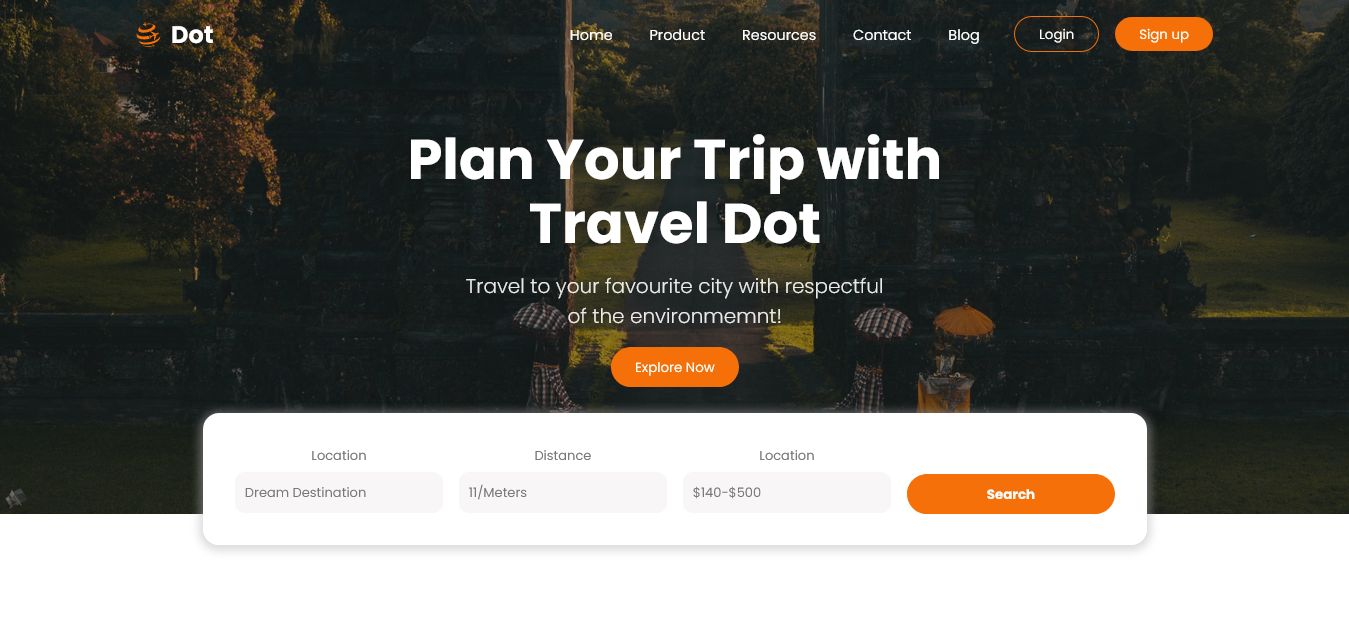 Dot
Home Product Resources Contact Blog Login Sign up
Plan Your Trip with
Travel Dot
Travel to your favourite city with respectful
of the environmemnt!
Explore Now
Location Distance Location
Dream Destination 11/Meters $140-$500 Search